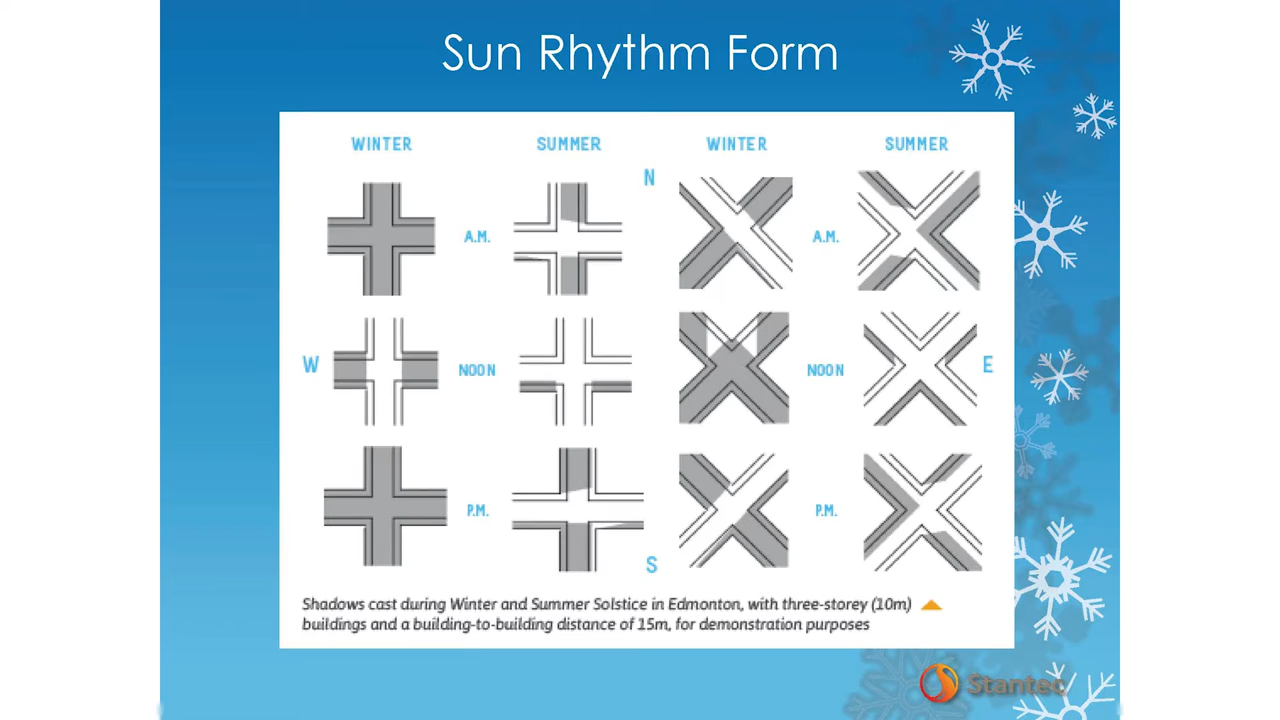 Sun Rhythm Form
WINTER SUMMER WINTER SUMMER
N
A.M. A.M.
W NOON NOON E
P.M. P.M.
S
Shadows cast during Winter and Summer Solstice in Edmonton, with three-storey (10m)
buildings and a building-to-building distance of 15m, for demonstration purposes
Stantec